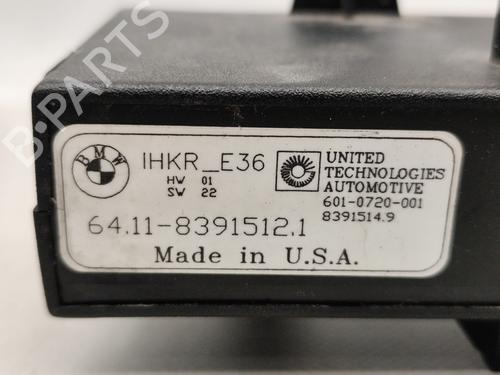 B-PARTS
BMW
IHKR_E36
HW 01
SW 22
UNITED
TECHNOLOGIES
AUTOMOTIVE
601-0720-001
8391514.9
64.11-8391512.1
Made in U.S.A.